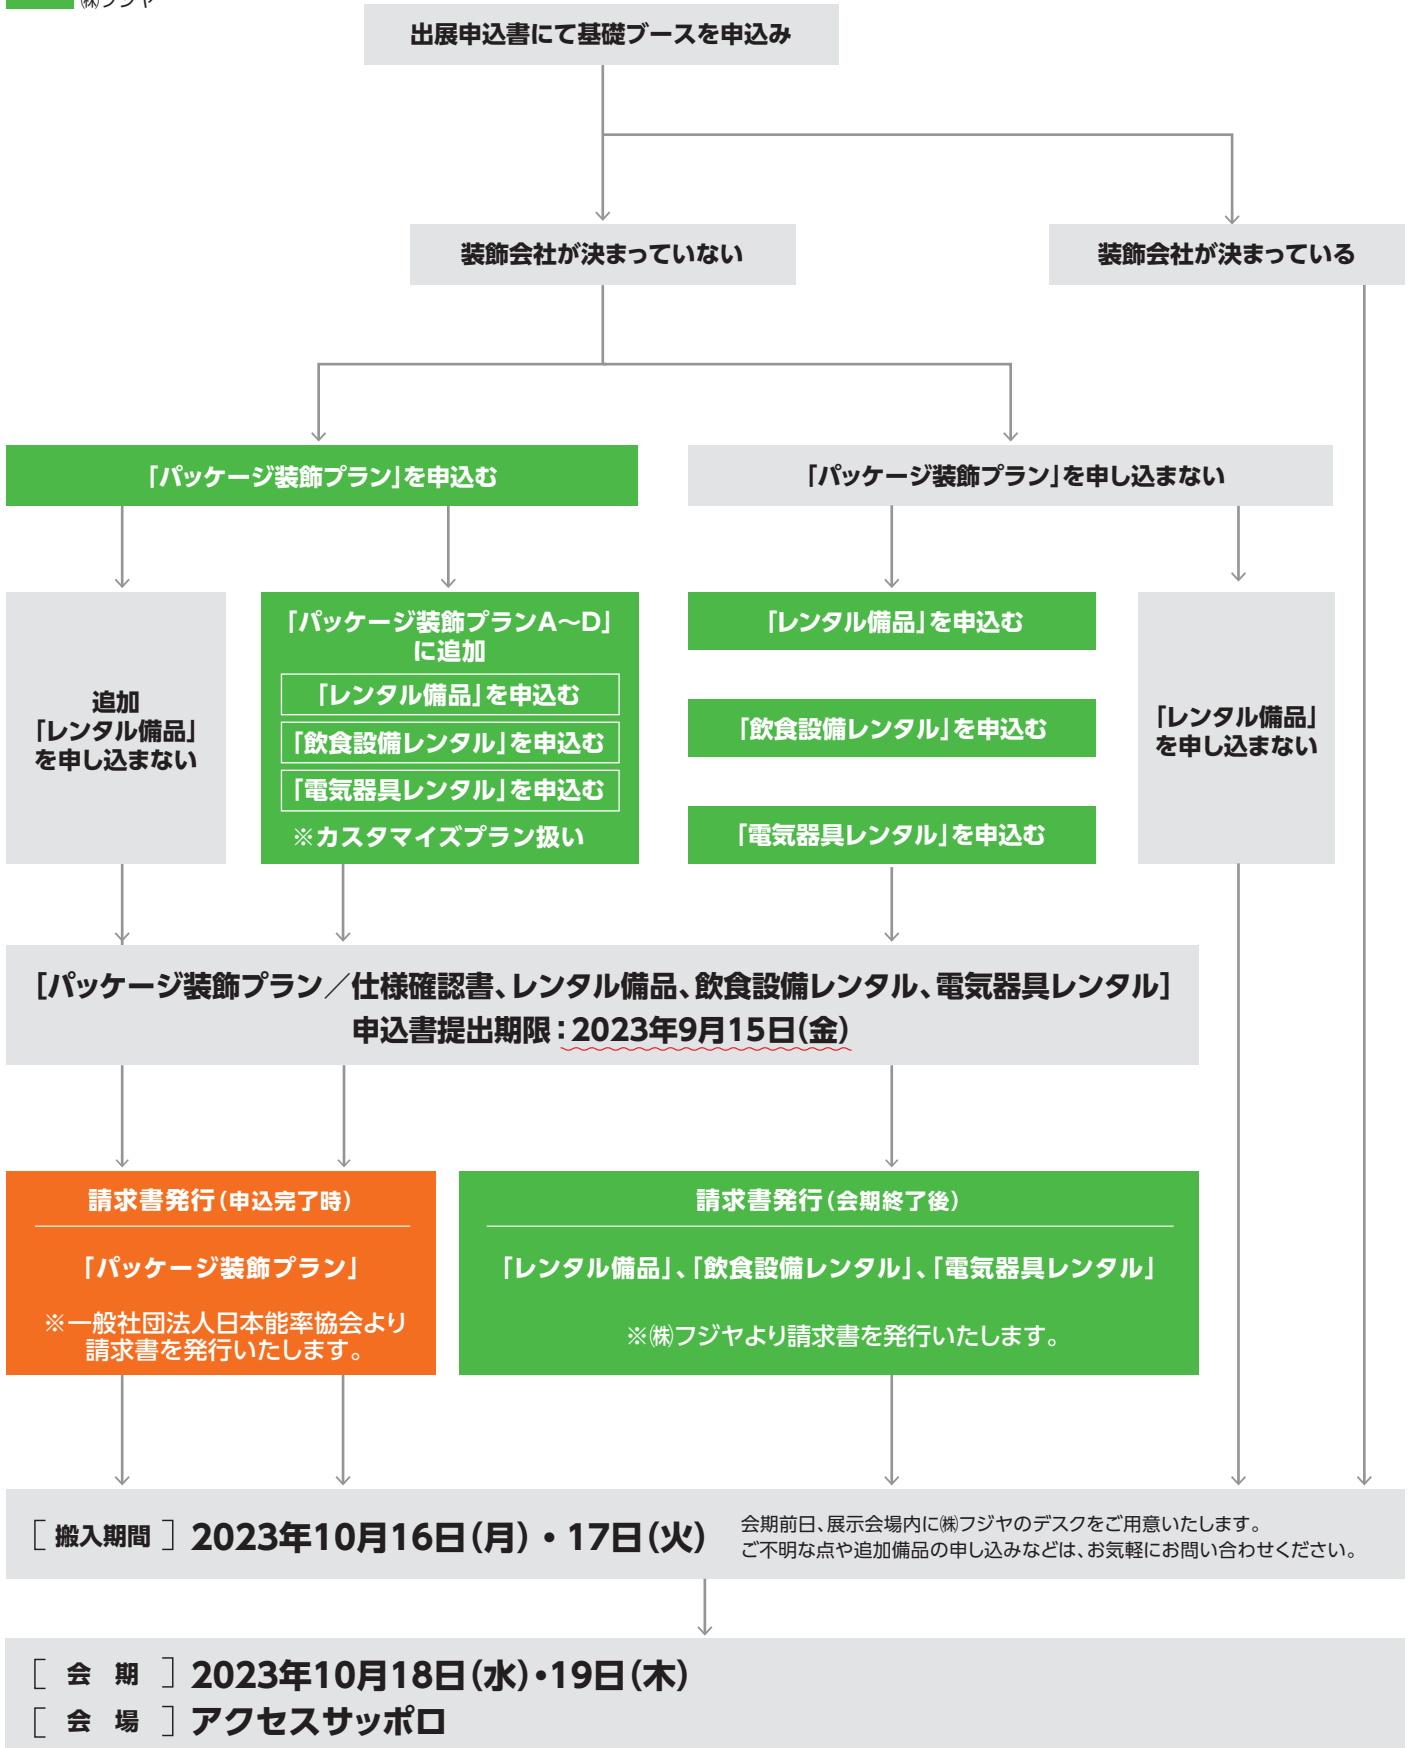 ㈱フジヤ
出展申込書にて基礎ブースを申込み
装飾会社が決まっていない
装飾会社が決まっている
「パッケージ装飾プラン」を申込む
「パッケージ装飾プラン」を申し込まない
追加
「レンタル備品」
を申し込まない
「パッケージ装飾プランA〜D」
に追加
「レンタル備品」を申込む
「飲食設備レンタル」を申込む
「電気器具レンタル」を申込む
※カスタマイズプラン扱い
「レンタル備品」を申込む
「飲食設備レンタル」を申込む
「電気器具レンタル」を申込む
「レンタル備品」
を申し込まない
[パッケージ装飾プラン／仕様確認書、レンタル備品、飲食設備レンタル、電気器具レンタル]
申込書提出期限：2023年9月15日(金)
請求書発行(申込完了時)
「パッケージ装飾プラン」
※一般社団法人日本能率協会より
請求書を発行いたします。
請求書発行(会期終了後)
「レンタル備品」、「飲食設備レンタル」、「電気器具レンタル」
※㈱フジヤより請求書を発行いたします。
[ 搬入期間 ] 2023年10月16日(月)・17日(火)
会期前日、展示会場内に㈱フジヤのデスクをご用意いたします。
ご不明な点や追加備品の申し込みなどは、お気軽にお問い合わせください。
[ 会 期 ] 2023年10月18日(水)・19日(木)
[ 会 場 ] アクセスサッポロ